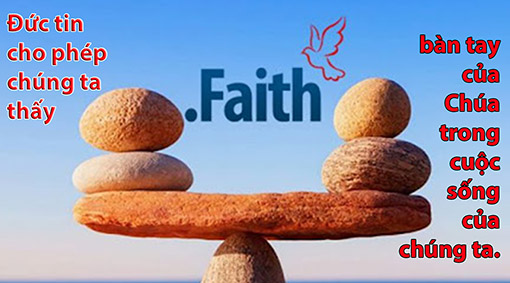 Đức tin
cho phép
chúng ta
thấy
.Faith
bàn tay
của
Chúa
trong
cuộc
sống
của
chúng ta.